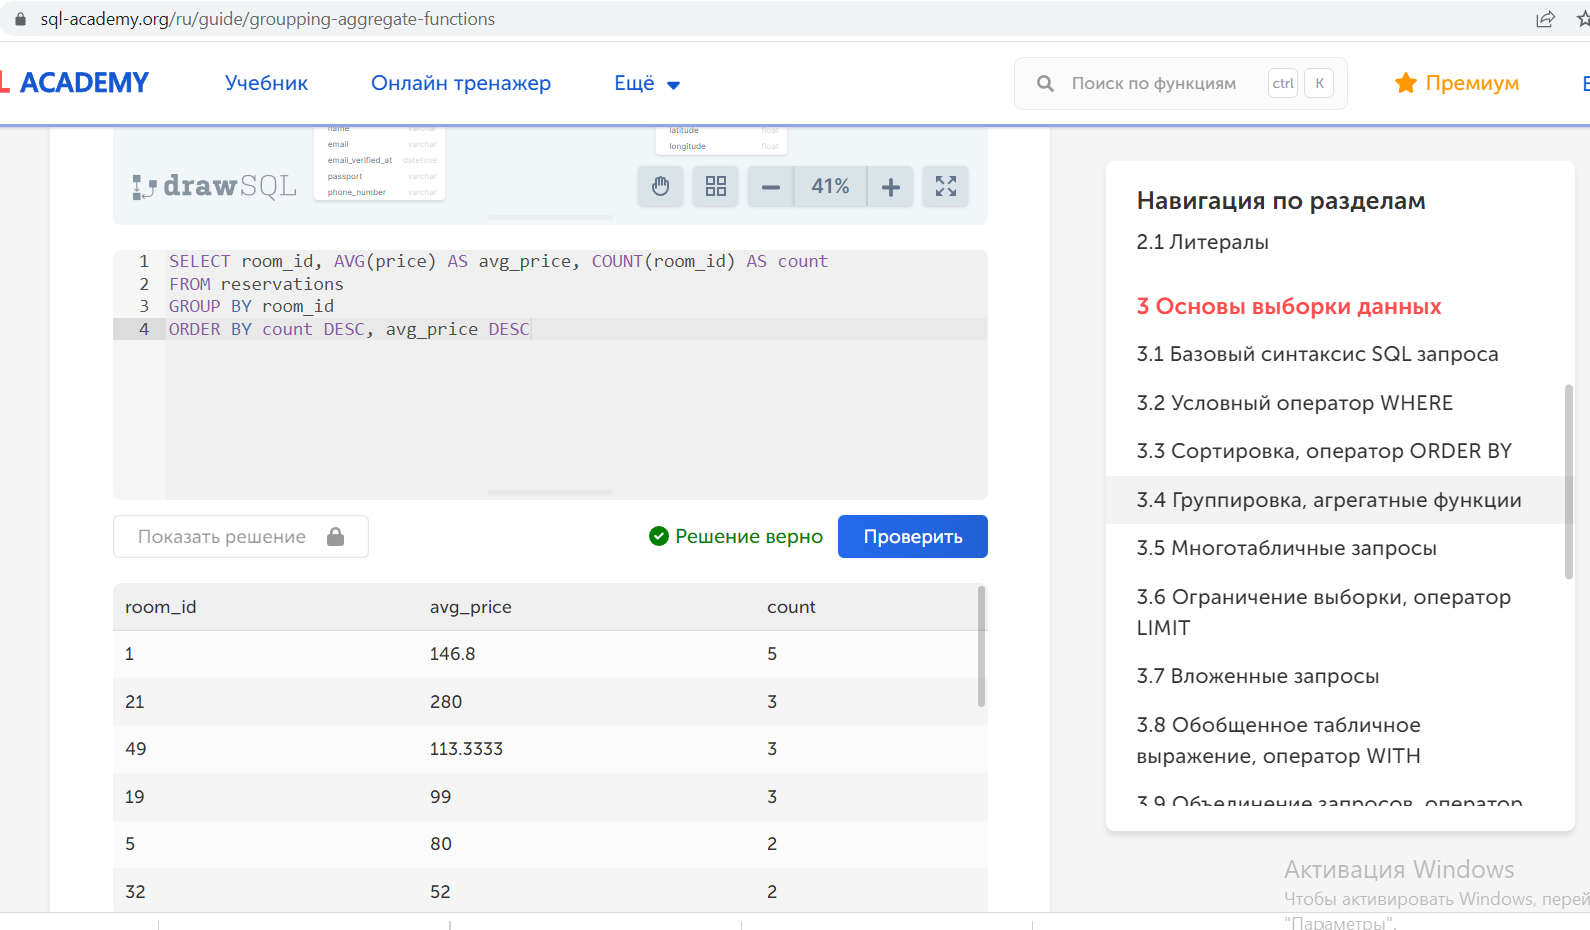 sql-academy.org/ru/guide/groupping-aggregate-functions
L ACADEMY
Учебник
Онлайн тренажер
Ещё
Поиск по функциям
ctrl
K
Премиум
name varchar
email varchar
email_verified_at datetime
passport varchar
phone_number varchar
latitude float
longitude float
drawSQL
41%
1 SELECT room_id, AVG(price) AS avg_price, COUNT(room_id) AS count
2 FROM reservations
3 GROUP BY room_id
4 ORDER BY count DESC, avg_price DESC
Показать решение
Решение верно
Проверить
room_id avg_price count
1 146.8 5
21 280 3
49 113.3333 3
19 99 3
5 80 2
32 52 2
Навигация по разделам
2.1 Литералы
3 Основы выборки данных
3.1 Базовый синтаксис SQL запроса
3.2 Условный оператор WHERE
3.3 Сортировка, оператор ORDER BY
3.4 Группировка, агрегатные функции
3.5 Многотабличные запросы
3.6 Ограничение выборки, оператор
LIMIT
3.7 Вложенные запросы
3.8 Обобщенное табличное
выражение, оператор WITH
3.9 Объединение запросов, оператор
Активация Windows
Чтобы активировать Windows, перей
"Параметры".